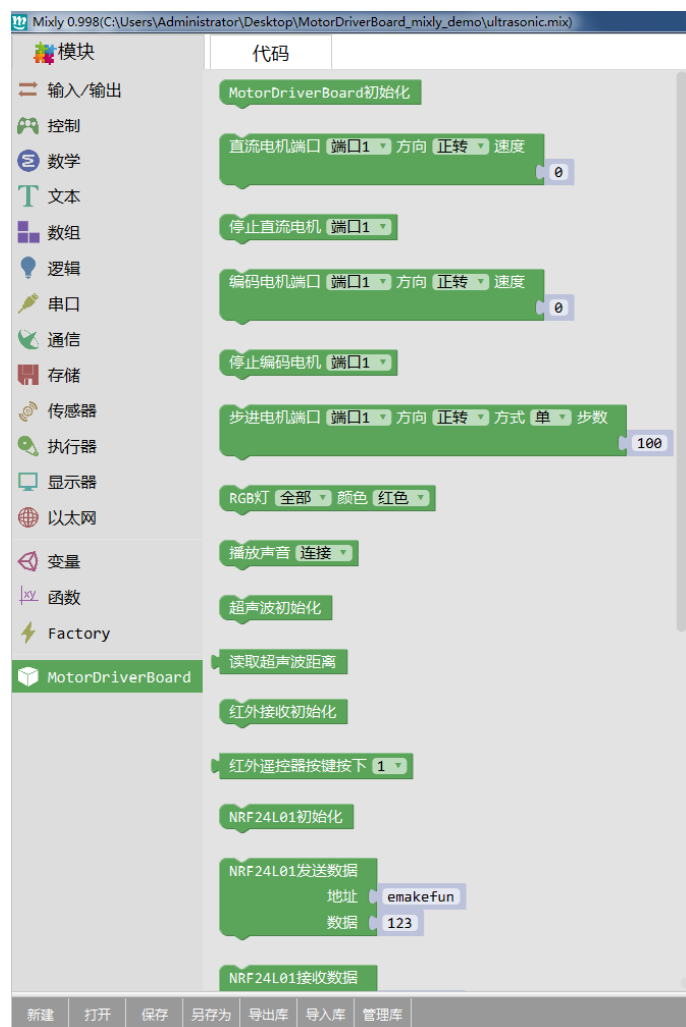 Mixly 0.998(C:\Users\Administrator\Desktop\MotorDriverBoard_mixly_demo\ultrasonic.mix)
模块
代码
输入/输出
控制
数学
文本
数组
逻辑
串口
通信
存储
传感器
执行器
显示器
以太网
变量
函数
Factory
MotorDriverBoard
MotorDriverBoard初始化
直流电机端口 端口1 方向 正转 速度
0
停止直流电机 端口1
编码电机端口 端口1 方向 正转 速度
0
停止编码电机 端口1
步进电机端口 端口1 方向 正转 方式 单 步数
100
RGB灯 全部 颜色 红色
播放声音 连接
超声波初始化
读取超声波距离
红外接收初始化
红外遥控器按键按下 1
NRF24L01初始化
NRF24L01发送数据
地址 emakefun
数据 123
NRF24L01接收数据
新建 打开 保存 另存为 导出库 导入库 管理库